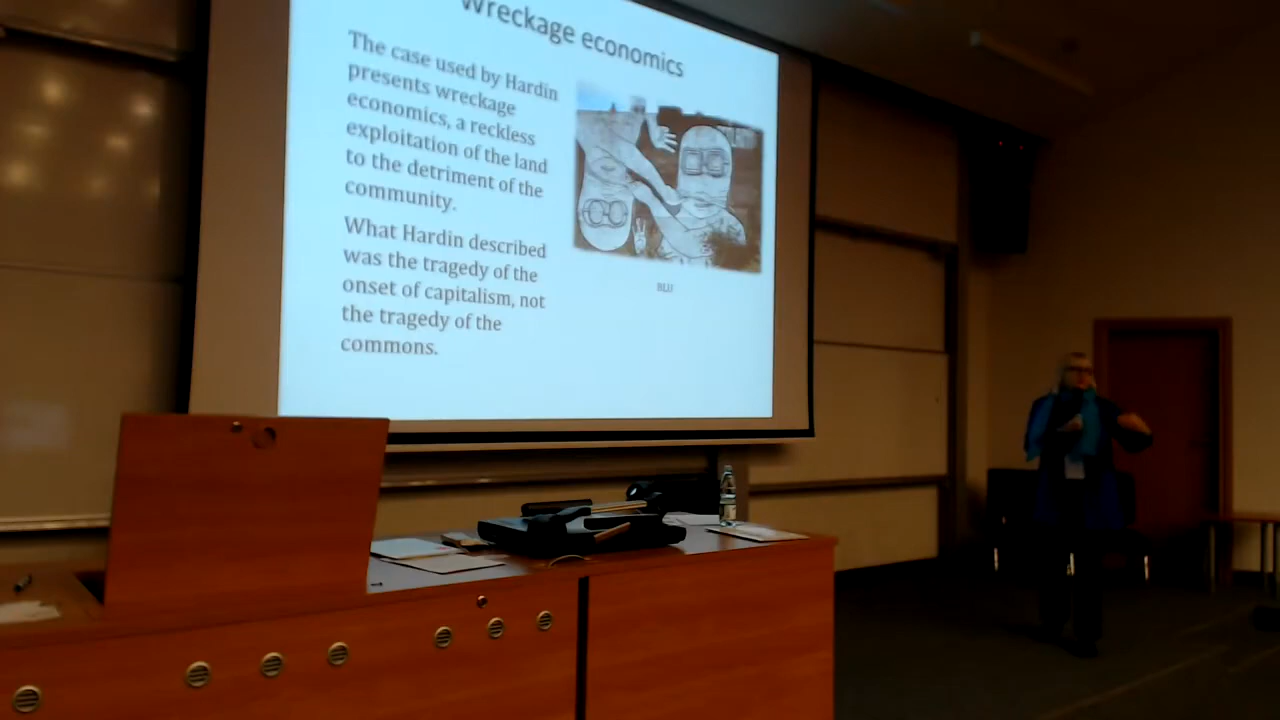 Wreckage economics
The case used by Hardin
presents wreckage
economics, a reckless
exploitation of the land
to the detriment of the
community.
What Hardin described
was the tragedy of the
onset of capitalism, not
the tragedy of the
commons.
BLU